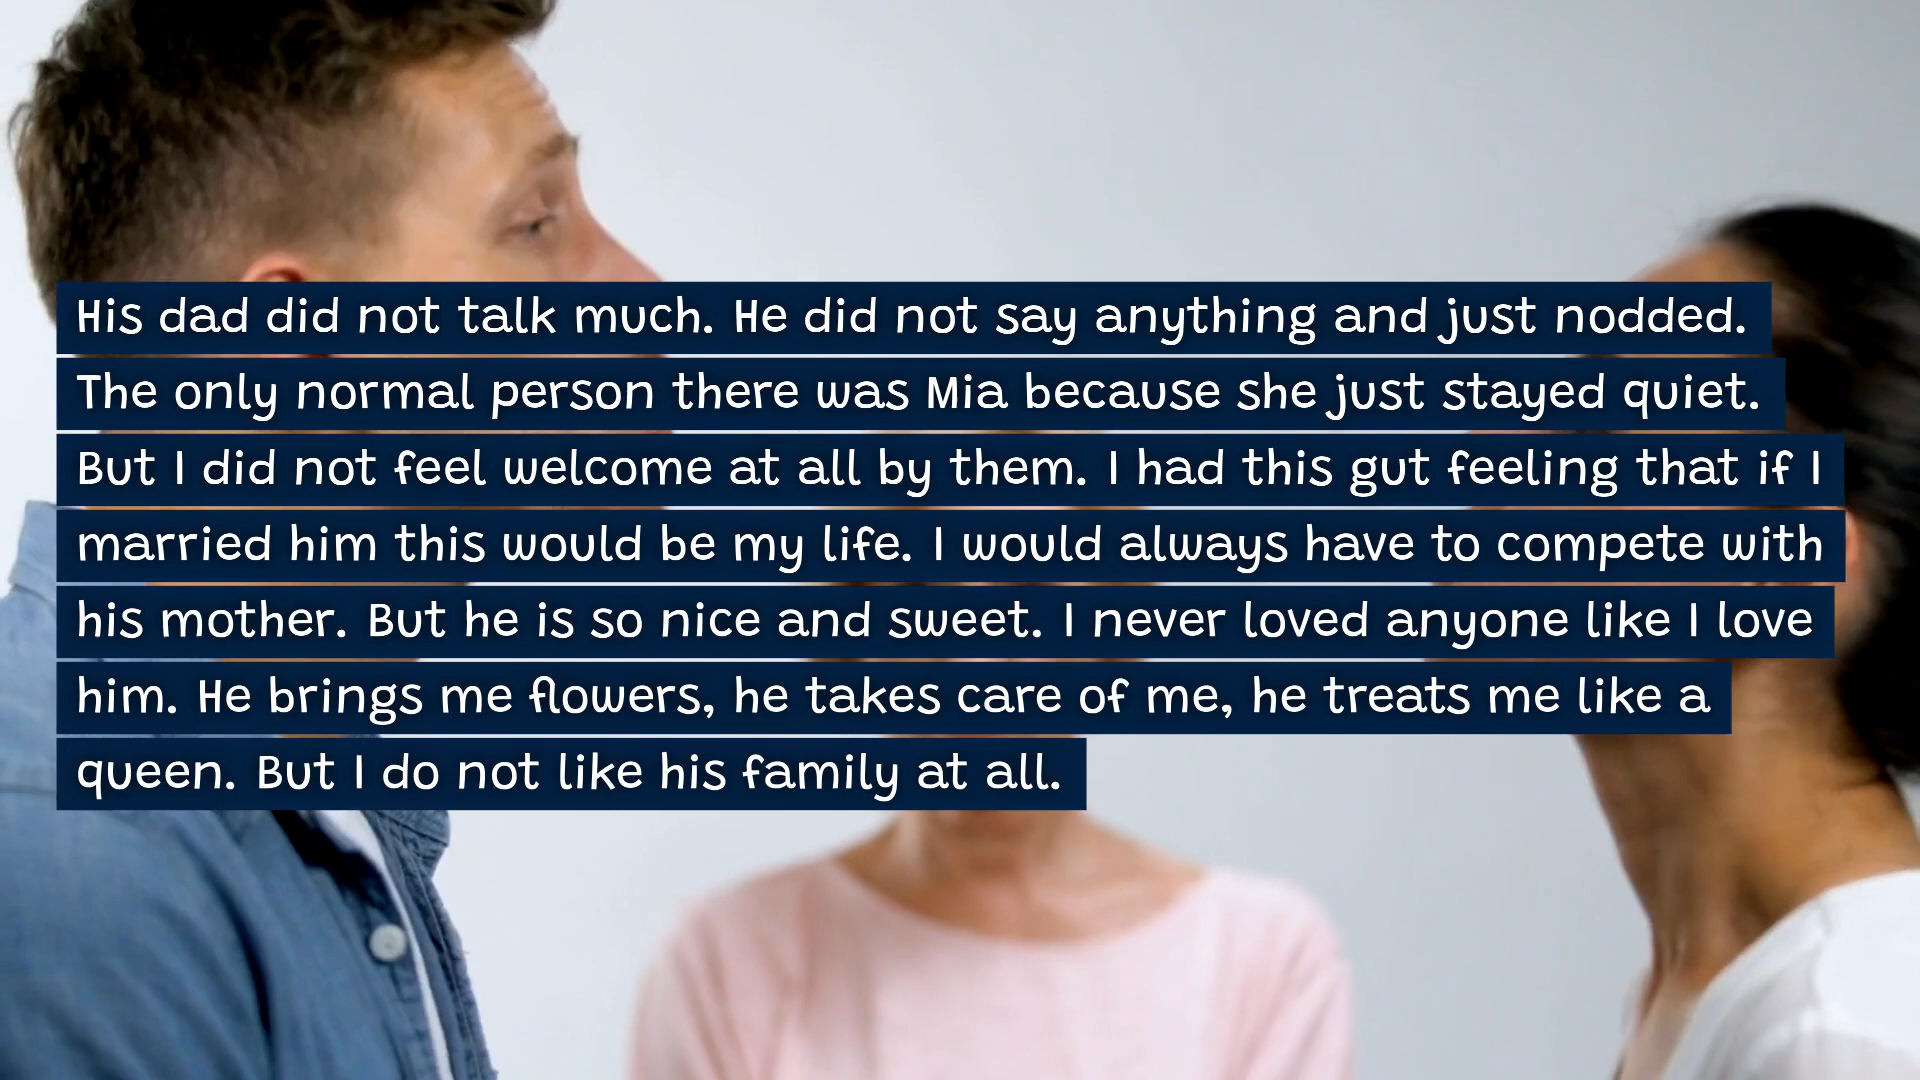 His dad did not talk much. He did not say anything and just nodded.
The only normal person there was Mia because she just stayed quiet.
But I did not feel welcome at all by them. I had this gut feeling that if I
married him this would be my life. I would always have to compete with
his mother. But he is so nice and sweet. I never loved anyone like I love
him. He brings me flowers, he takes care of me, he treats me like a
queen. But I do not like his family at all.